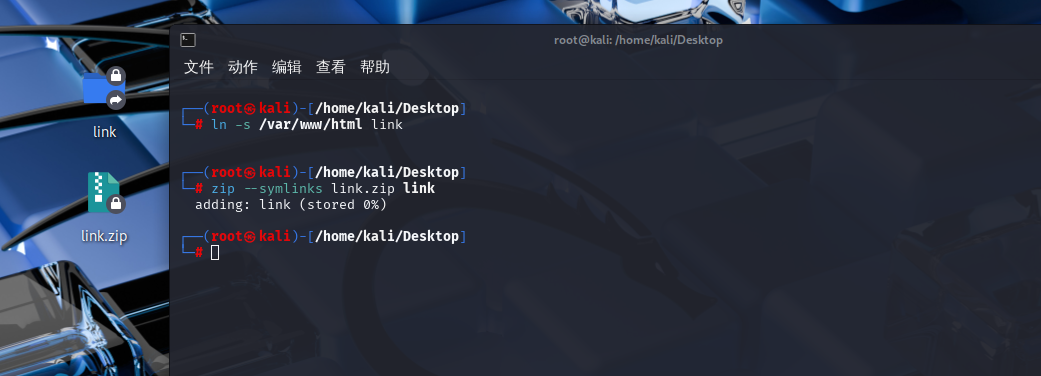 root@kali: /home/kali/Desktop
文件 动作 编辑 查看 帮助
┌──(root㉿kali)-[/home/kali/Desktop]
└─# ln -s /var/www/html link
┌──(root㉿kali)-[/home/kali/Desktop]
└─# zip --symlinks link.zip link
adding: link (stored 0%)
┌──(root㉿kali)-[/home/kali/Desktop]
└─#
link
link.zip